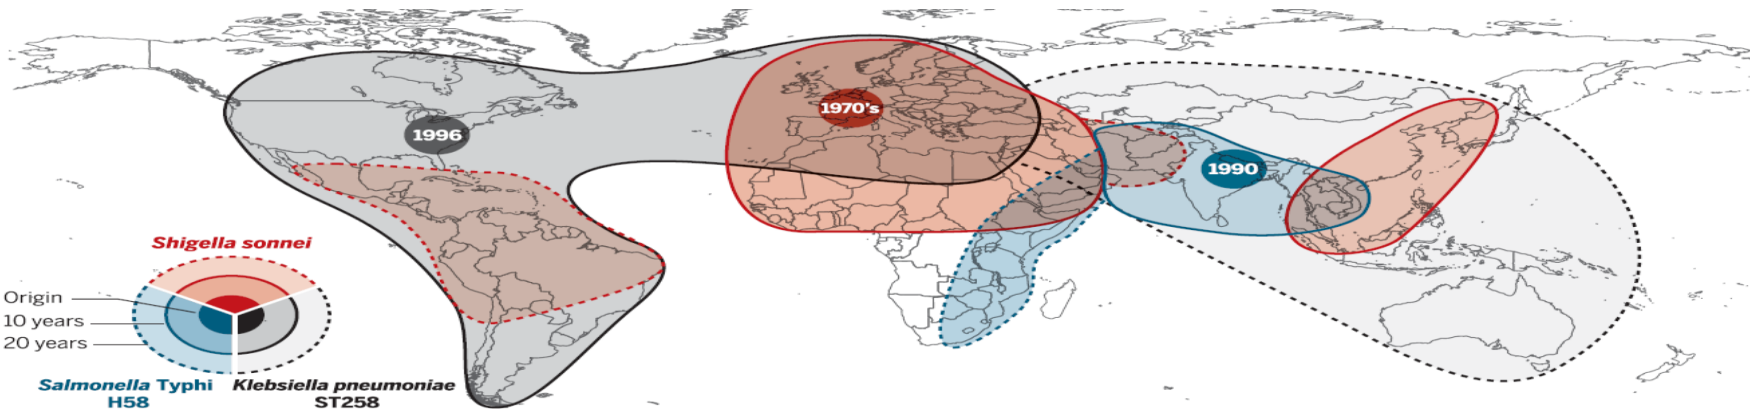 1970's
1996
1990
Shigella sonnei
Origin
10 years
20 years
Salmonella Typhi
H58
Klebsiella pneumoniae
ST258